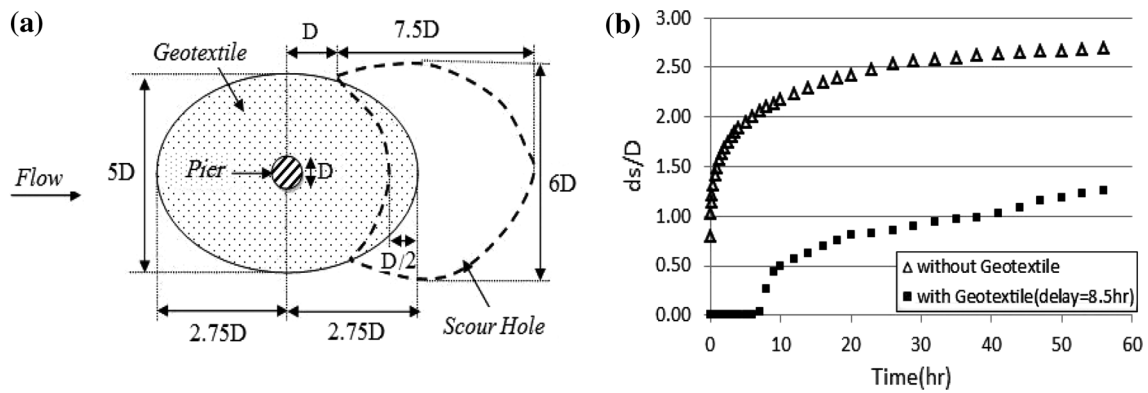 (a)
D
7.5D
Geotextile
Pier
D
5D
Flow
6D
D/2
2.75D
2.75D
Scour Hole
(b)
3.00
2.50
2.00
1.50
1.00
0.50
0.00
ds/D
without Geotextile
with Geotextile(delay=8.5hr)
0 10 20 30 40 50 60
Time(hr)